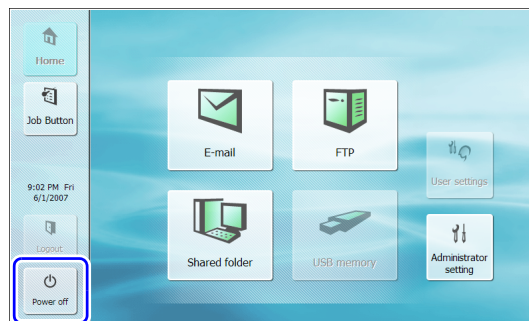 Home
Job Button
9:02 PM Fri
6/1/2007
Logout
Power off
E-mail
FTP
Shared folder
USB memory
User settings
Administrator
setting